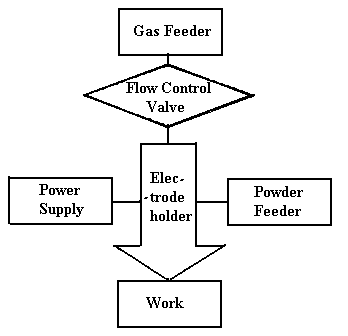 Gas Feeder
Flow Control
Valve
Power
Supply
Elec-
-trode
holder
Powder
Feeder
Work